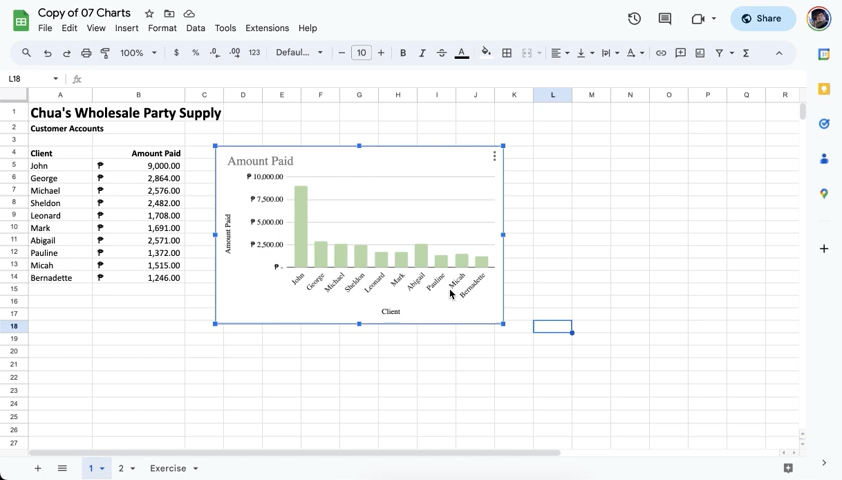 Copy of 07 Charts
File Edit View Insert Format Data Tools Extensions Help
Share
100% $ % .0 .00 123 Defaul... 10 B I A
L18 fx
A B C D E F G H I J K L M N O P Q R
1 Chua's Wholesale Party Supply
2 Customer Accounts
3
4 Client Amount Paid
5 John ₱ 9,000.00
6 George ₱ 2,864.00
7 Michael ₱ 2,576.00
8 Sheldon ₱ 2,482.00
9 Leonard ₱ 1,708.00
10 Mark ₱ 1,691.00
11 Abigail ₱ 2,571.00
12 Pauline ₱ 1,372.00
13 Micah ₱ 1,515.00
14 Bernadette ₱ 1,246.00
15
16
17
18
19
20
21
22
23
24
25
26
27
Amount Paid
₱ 10,000.00
₱ 7,500.00
₱ 5,000.00
₱ 2,500.00
₱ -
Amount Paid
John George Michael Sheldon Leonard Mark Abigail Pauline Micah Bernadette
Client
1 2 Exercise